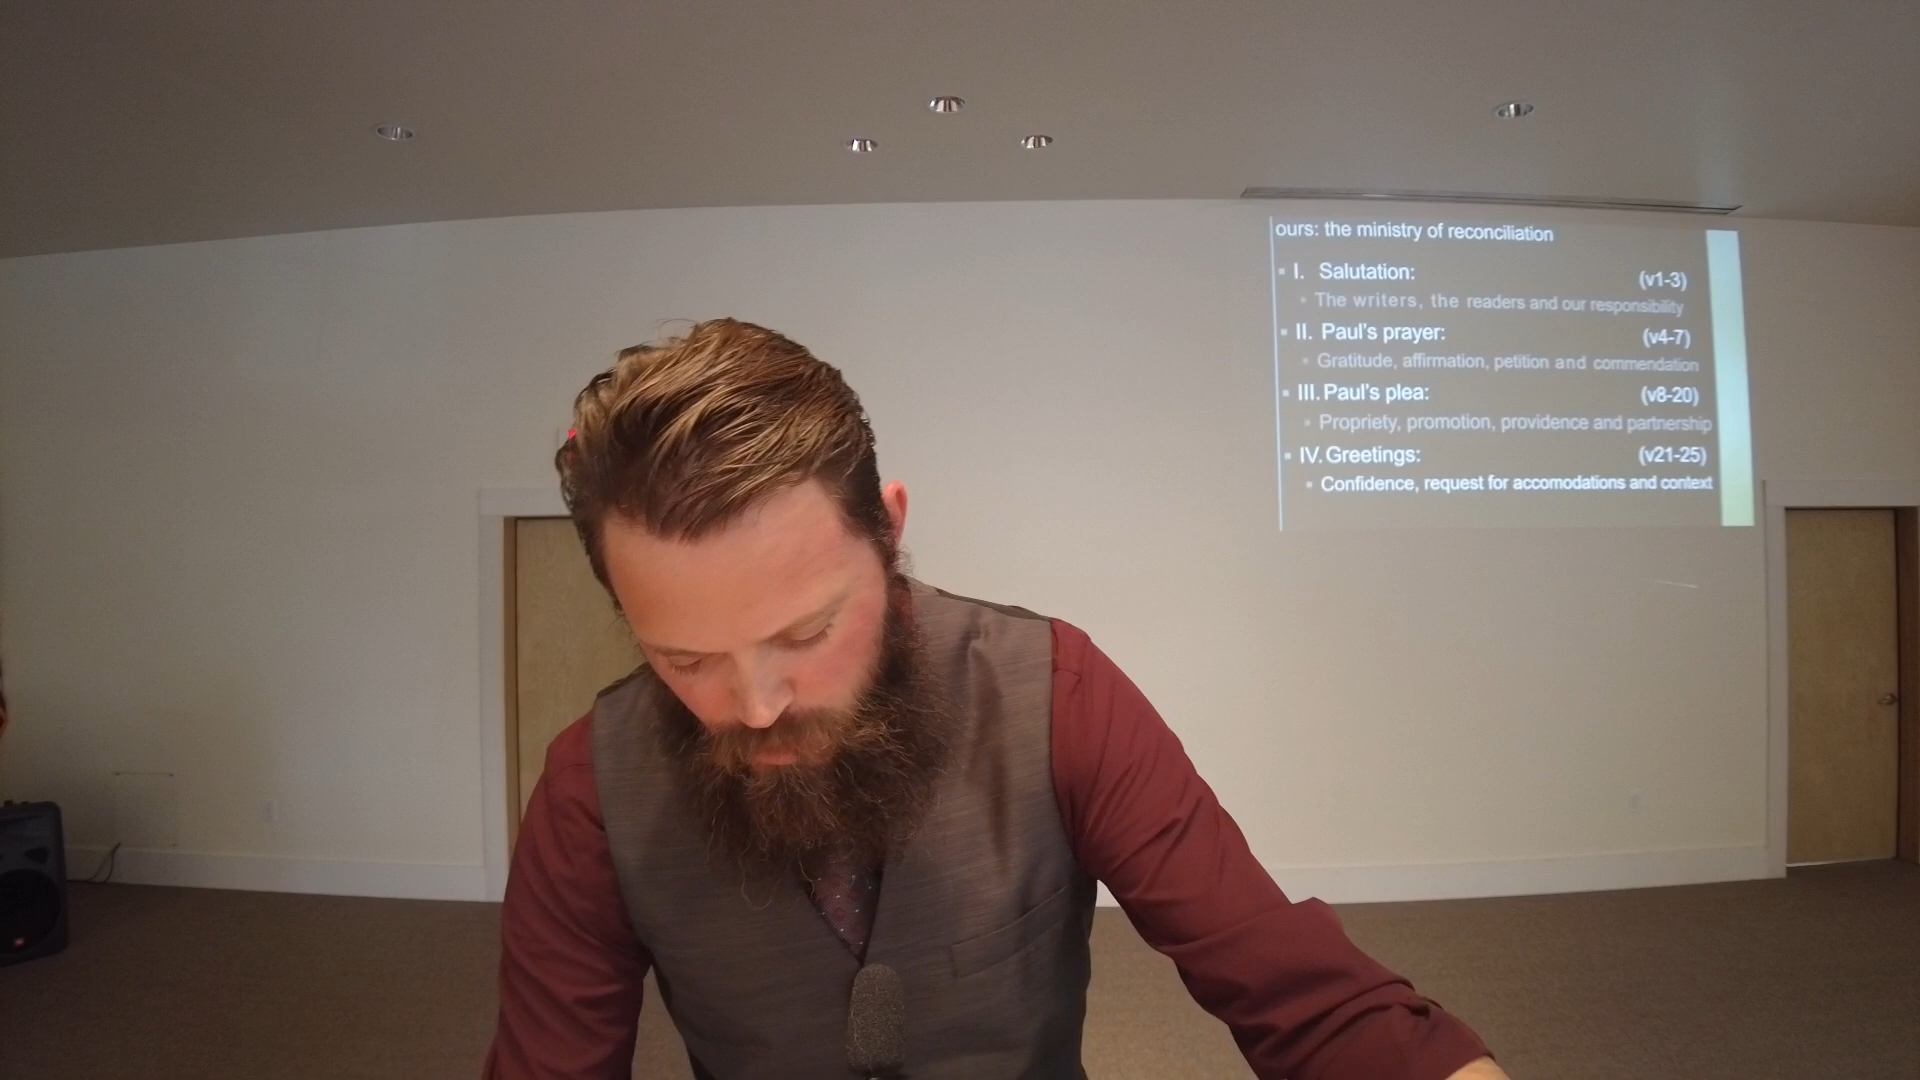 ours: the ministry of reconciliation
▪ I. Salutation: (v1-3)
▪ The writers, the readers and our responsibility
▪ II. Paul's prayer: (v4-7)
▪ Gratitude, affirmation, petition and commendation
▪ III. Paul's plea: (v8-20)
▪ Propriety, promotion, providence and partnership
▪ IV. Greetings: (v21-25)
▪ Confidence, request for accomodations and context